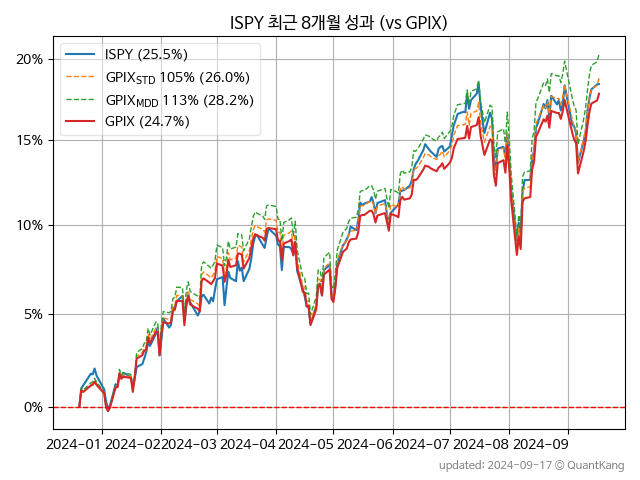 ISPY 최근 8개월 성과 (vs GPIX)
ISPY (25.5%)
GPIXSTD 105% (26.0%)
GPIXMDD 113% (28.2%)
GPIX (24.7%)
20%
15%
10%
5%
0%
2024-01 2024-02 2024-03 2024-04 2024-05 2024-06 2024-07 2024-08 2024-09
updated: 2024-09-17 © QuantKang